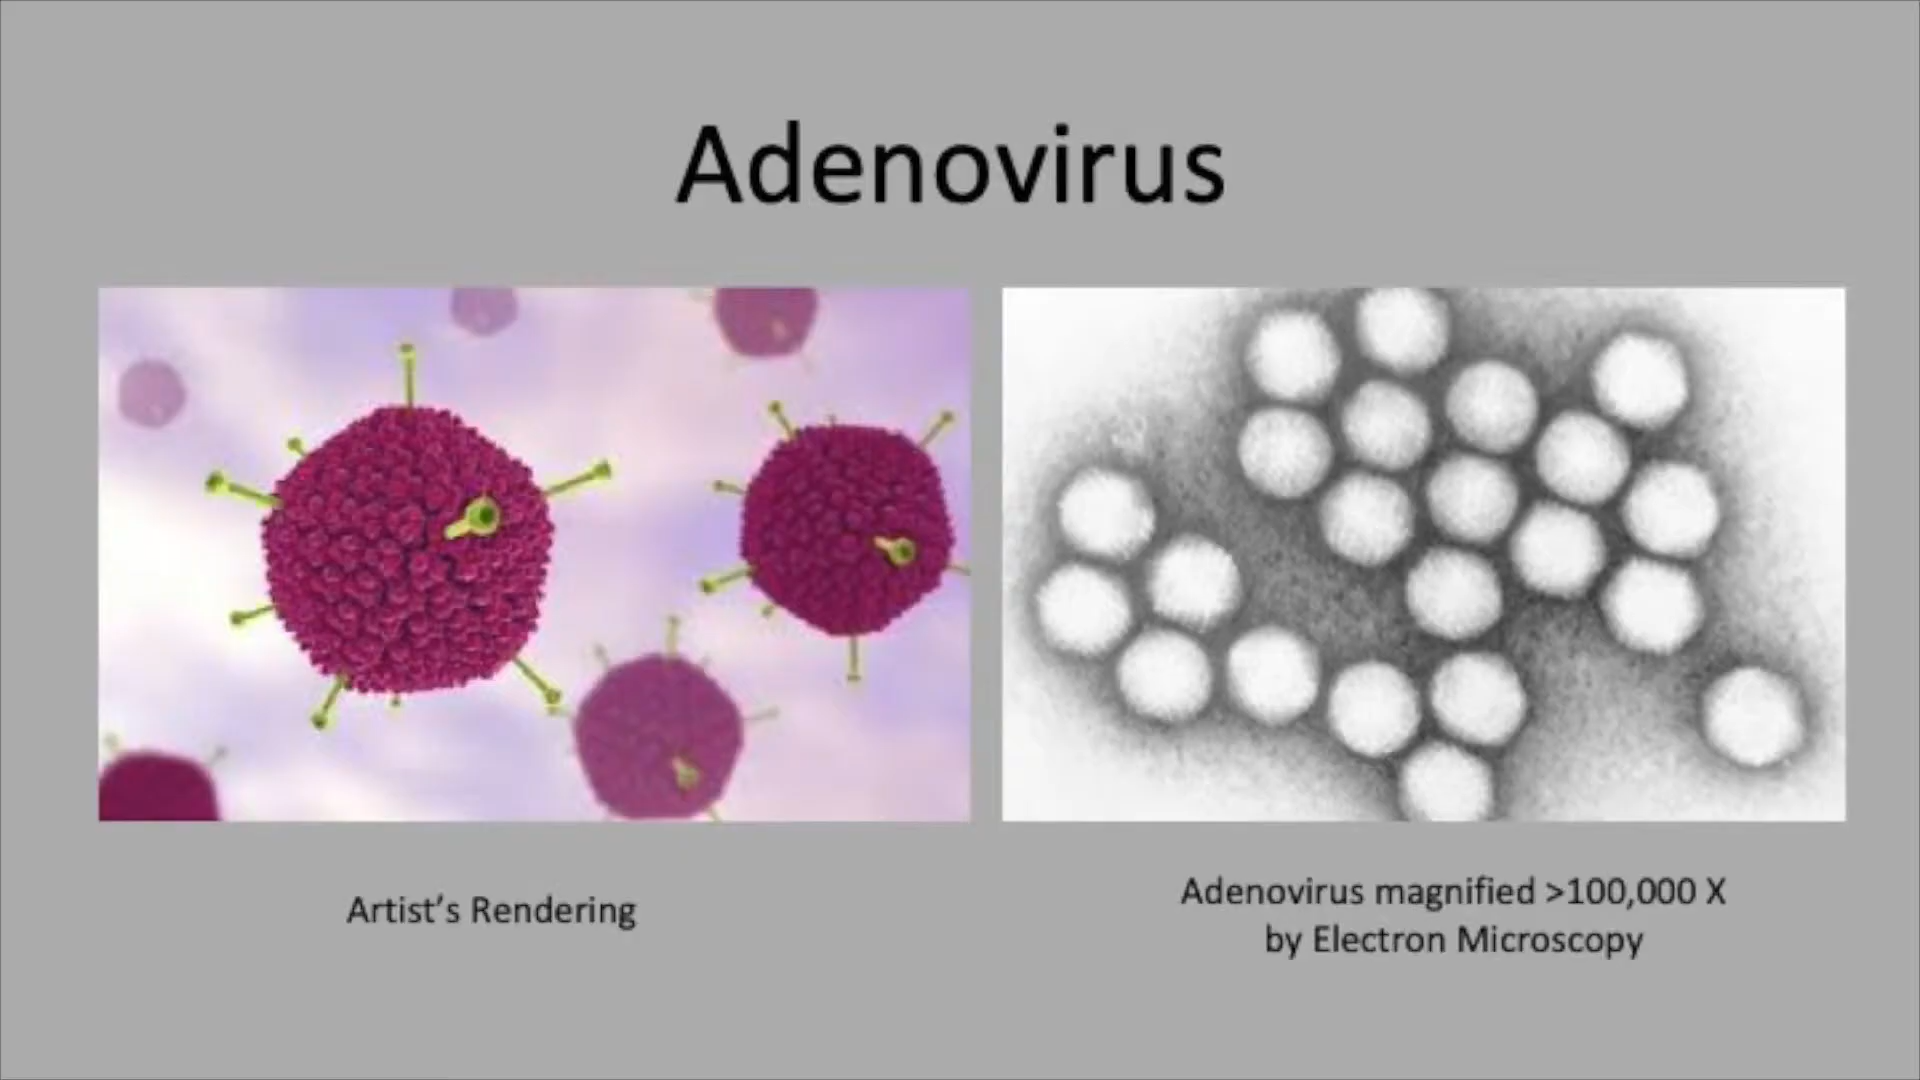 Adenovirus
Artist’s Rendering
Adenovirus magnified >100,000 X
by Electron Microscopy